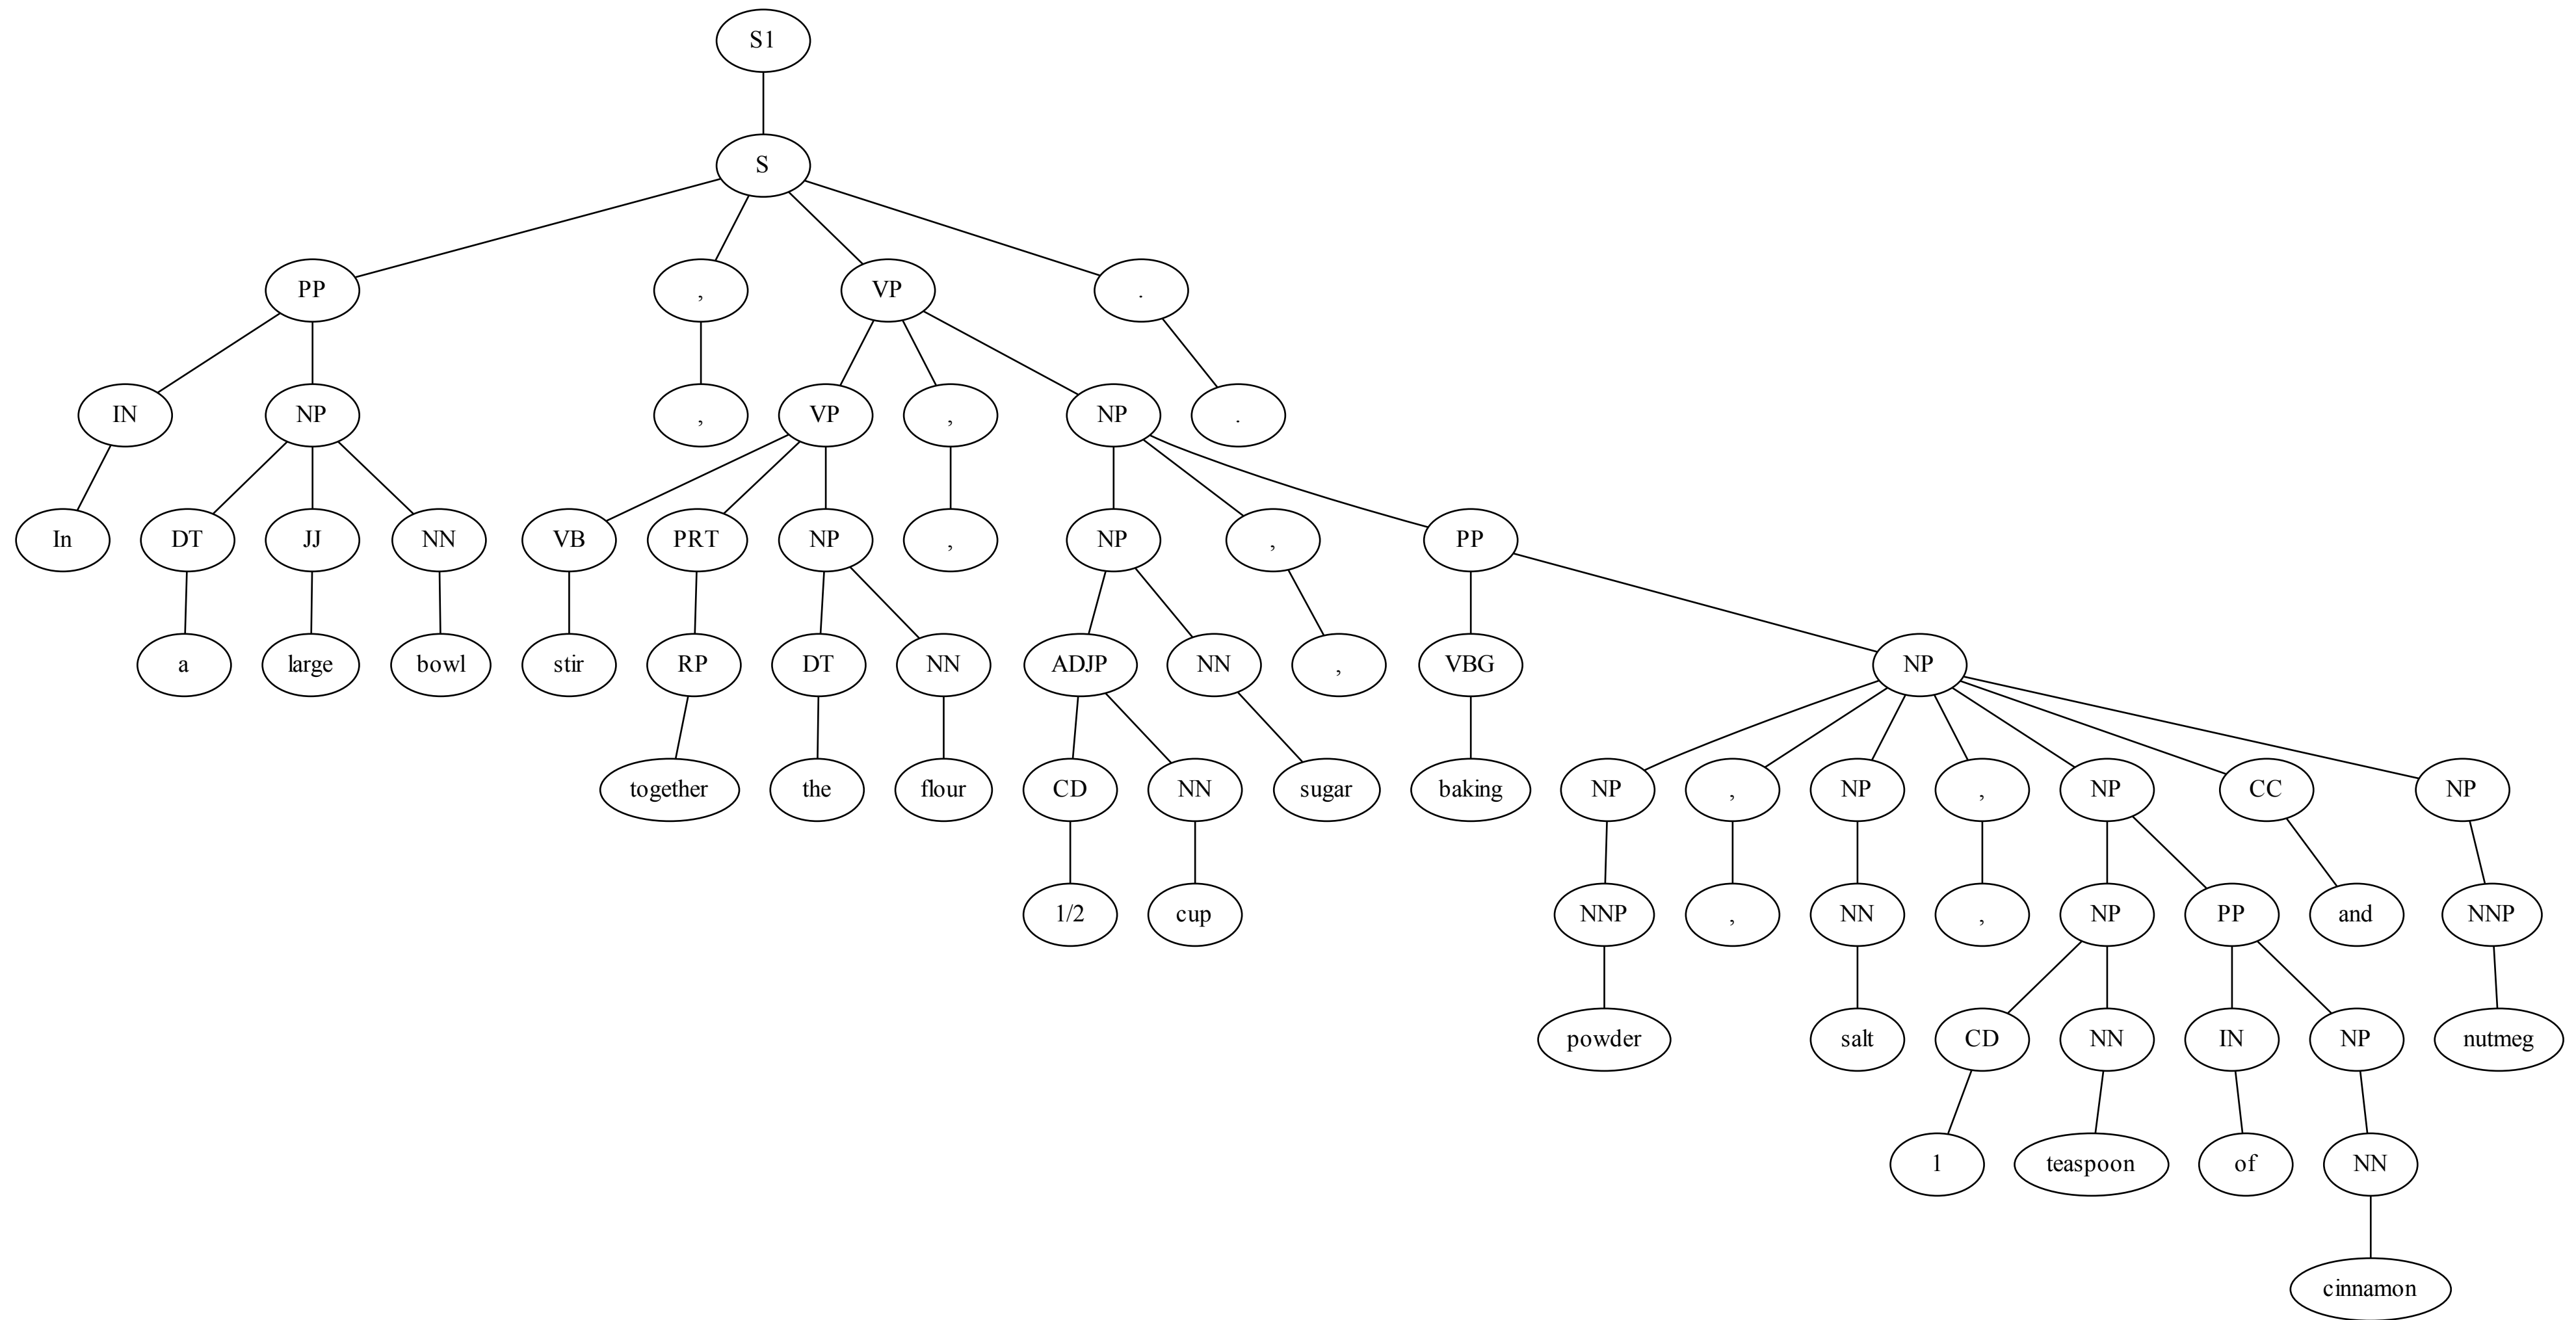 S1
S
PP , VP .
IN NP , VP , NP .
In DT JJ NN VB PRT NP , NP , PP
a large bowl stir RP DT NN ADJP NN , VBG NP
together the flour CD NN sugar baking NP , NP , NP CC NP
1/2 cup NNP , NN , NP PP and NNP
powder salt CD NN IN NP nutmeg
1 teaspoon of NN
cinnamon